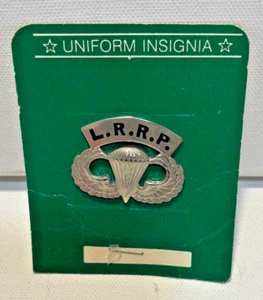 ☆ UNIFORM INSIGNIA ☆
L.R.R.P.